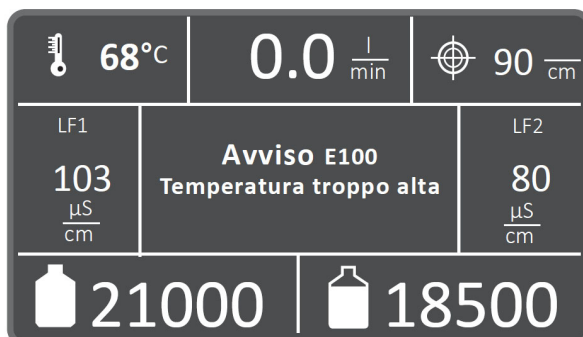 68°C
0.0 l/min
90 cm
LF1
103
µS/cm
Avviso E100
Temperatura troppo alta
LF2
80
µS/cm
21000
18500